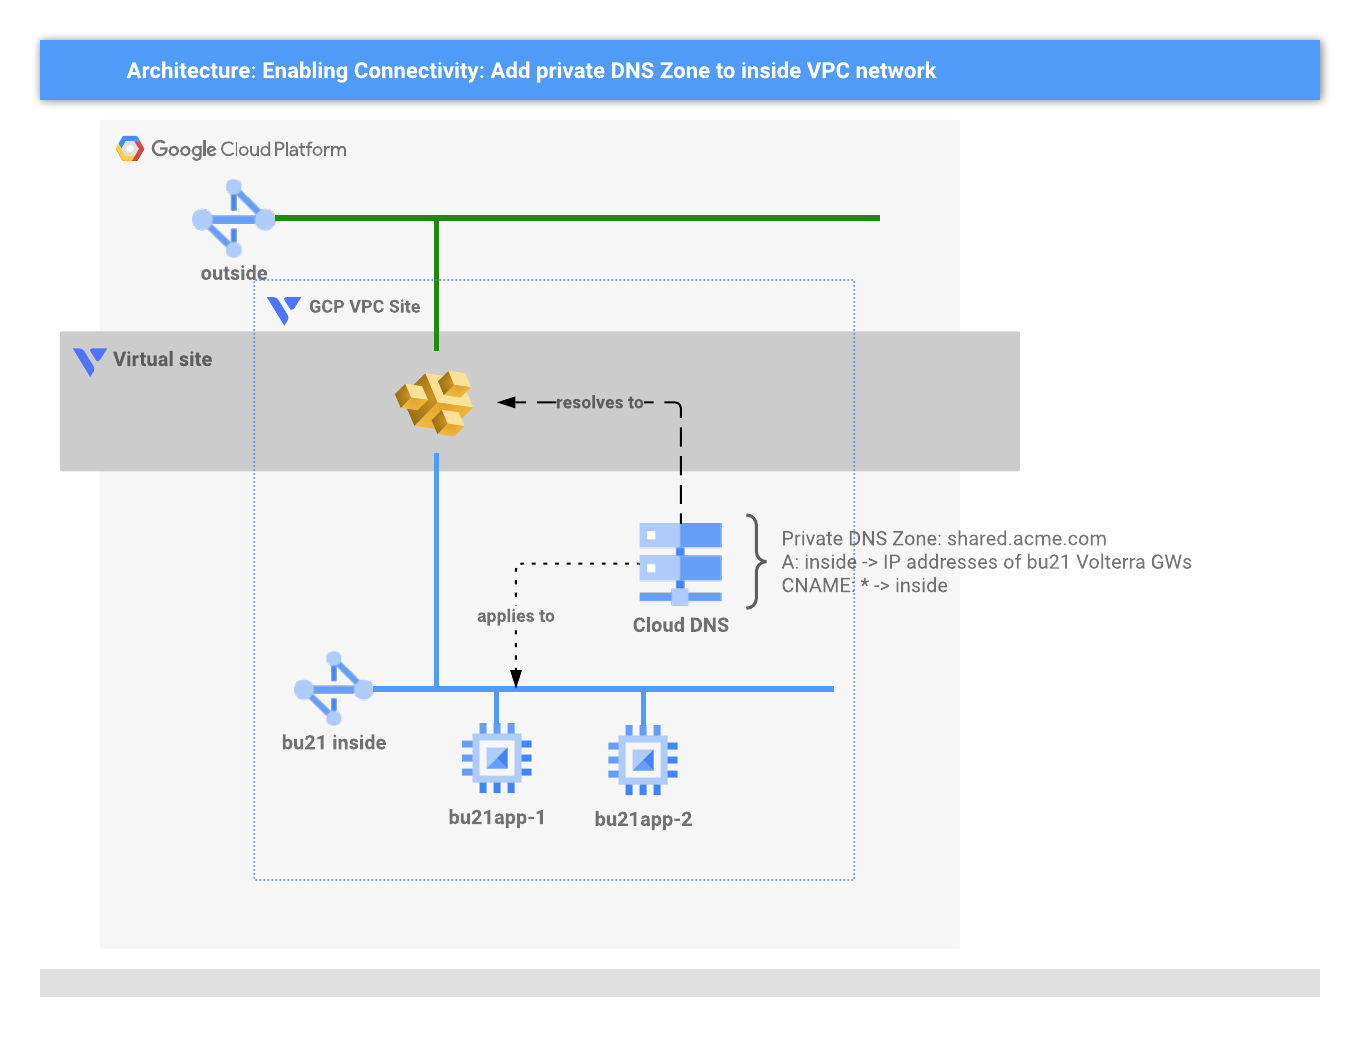 Architecture: Enabling Connectivity: Add private DNS Zone to inside VPC network
Google Cloud Platform
outside
GCP VPC Site
Virtual site
resolves to
Private DNS Zone: shared.acme.com
A: inside -> IP addresses of bu21 Volterra GWs
CNAME: * -> inside
applies to
Cloud DNS
bu21 inside
bu21app-1
bu21app-2